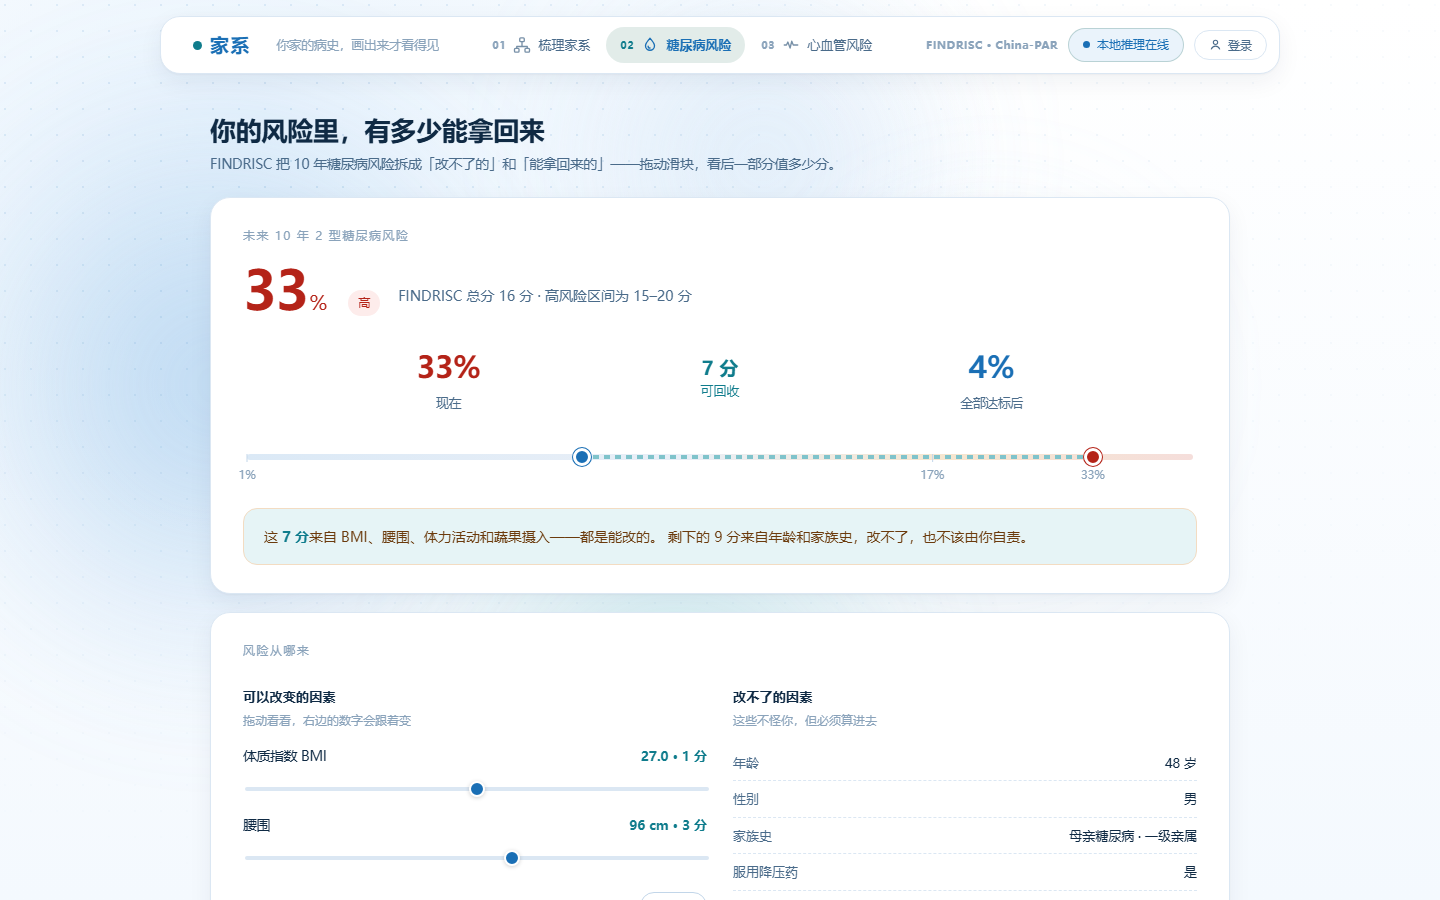 家系
你家的病史，画出来才看得见
01 梳理家系
02 糖尿病风险
03 心血管风险
FINDRISC • China-PAR
本地推理在线
登录
你的风险里，有多少能拿回来
FINDRISC 把 10 年糖尿病风险拆成「改不了的」和「能拿回来的」——拖动滑块，看后一部分值多少分。
未来 10 年 2 型糖尿病风险
33% 高 FINDRISC 总分 16 分 · 高风险区间为 15–20 分
33% 7 分 4%
现在 可回收 全部达标后
1% 17% 33%
这 7 分来自 BMI、腰围、体力活动和蔬果摄入——都是能改的。 剩下的 9 分来自年龄和家族史，改不了，也不该由你自责。
风险从哪来
可以改变的因素
拖动看看，右边的数字会跟着变
体质指数 BMI 27.0 • 1 分
腰围 96 cm • 3 分
改不了的因素
这些不怪你，但必须算进去
年龄 48 岁
性别 男
家族史 母亲糖尿病 · 一级亲属
服用降压药 是